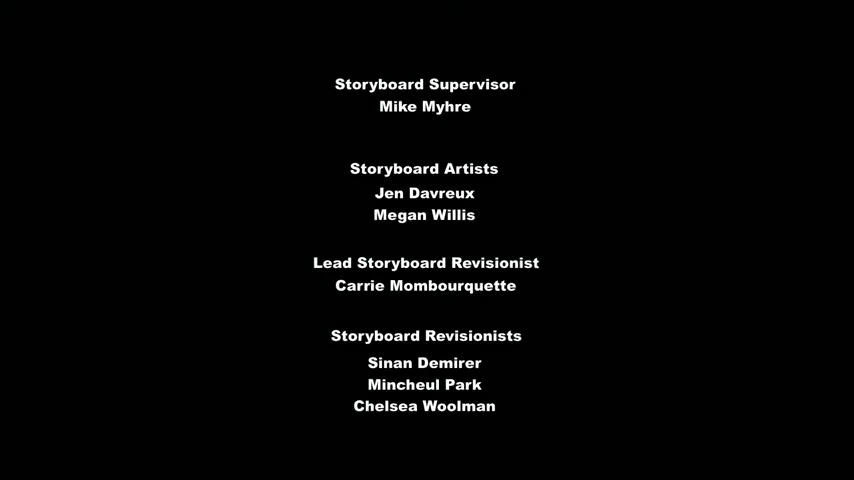 Storyboard Supervisor
Mike Myhre
Storyboard Artists
Jen Davreux
Megan Willis
Lead Storyboard Revisionist
Carrie Mombourquette
Storyboard Revisionists
Sinan Demirer
Mincheul Park
Chelsea Woolman